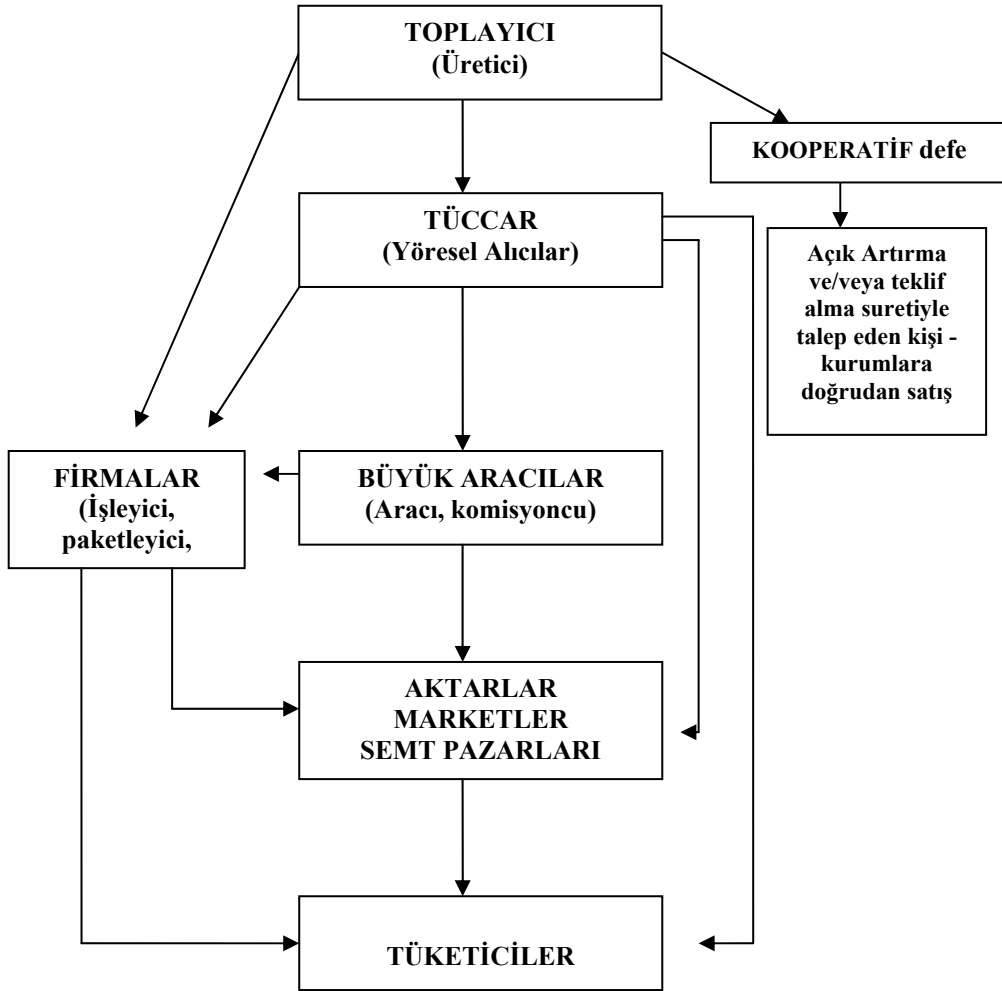 TOPLAYICI
(Üretici)
KOOPERATİF defe
TÜCCAR
(Yöresel Alıcılar)
Açık Artırma
ve/veya teklif
alma suretiyle
talep eden kişi -
kurumlara
doğrudan satış
FİRMALAR
(İşleyici,
paketleyici,
BÜYÜK ARACILAR
(Aracı, komisyoncu)
AKTARLAR
MARKETLER
SEMT PAZARLARI
TÜKETİCİLER